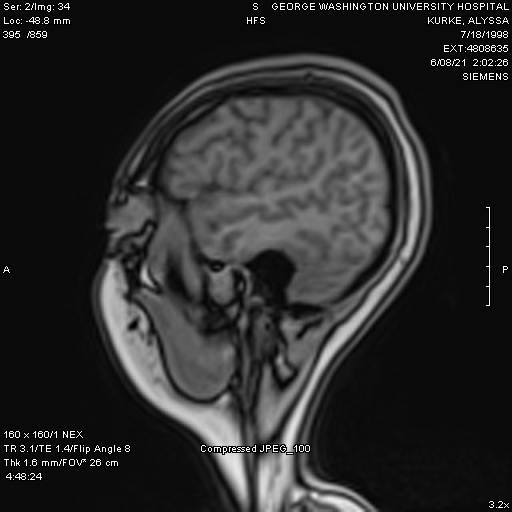 Ser: 2/Img: 34
Loc: -48.8 mm
395 /859
S
HFS
GEORGE WASHINGTON UNIVERSITY HOSPITAL
KURKE, ALYSSA
7/18/1998
EXT:4808635
6/08/21 2:02:26
SIEMENS
A
P
160 x 160/1 NEX
TR 3.1/TE 1.4/Flip Angle 8
Thk 1.6 mm/FOV* 26 cm
4:48:24
Compressed JPEG_100
3.2x